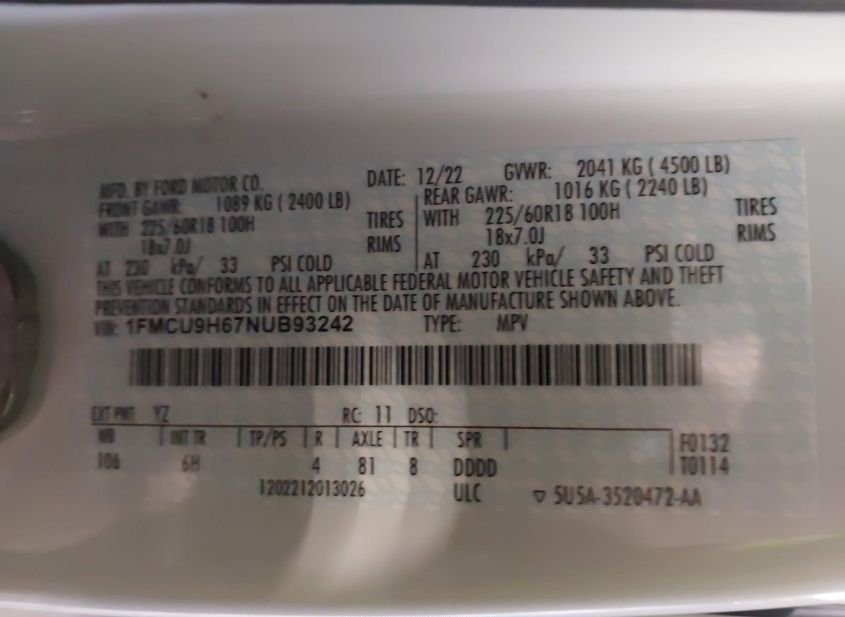 MFD. BY FORD MOTOR CO. DATE: 12/22 GVWR: 2041 KG ( 4500 LB)
FRONT GAWR: 1089 KG ( 2400 LB) REAR GAWR: 1016 KG ( 2240 LB)
WITH 225/60R18 100H TIRES WITH 225/60R18 100H TIRES
18x7.0J RIMS 18x7.0J RIMS
AT 230 kPa/ 33 PSI COLD AT 230 kPa/ 33 PSI COLD
THIS VEHICLE CONFORMS TO ALL APPLICABLE FEDERAL MOTOR VEHICLE SAFETY AND THEFT
PREVENTION STANDARDS IN EFFECT ON THE DATE OF MANUFACTURE SHOWN ABOVE.
VIN: 1FMCU9H67NUB93242 TYPE: MPV
EXT PNT: YZ RC: 11 DSO:
WB INT TR TP/PS R AXLE TR SPR F0132
106 6H 4 81 8 DDDD T0114
1202212013026 ULC ▽ 5U5A-3520472-AA